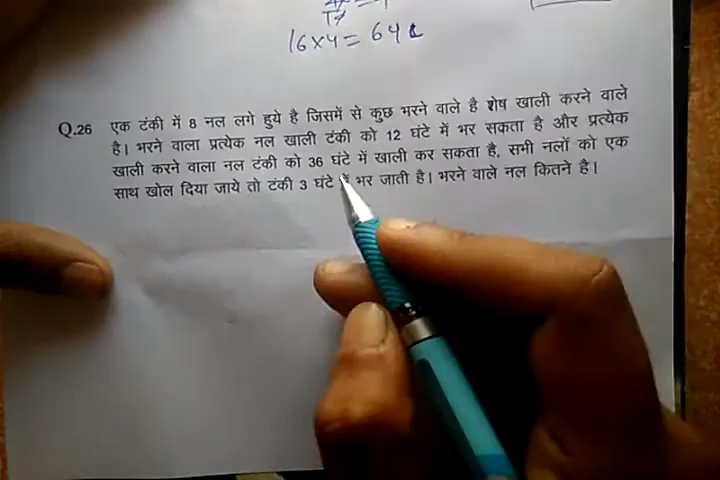 16×4= 64
Q.26 एक टंकी में 8 नल लगे हुये है जिसमें से कुछ भरने वाले है शेष खाली करने वाले
है। भरने वाला प्रत्येक नल खाली टंकी को 12 घंटे में भर सकता है और प्रत्येक
खाली करने वाला नल टंकी को 36 घंटे में खाली कर सकता है, सभी नलों को एक
साथ खोल दिया जाये तो टंकी 3 घंटे में भर जाती है। भरने वाले नल कितने है।